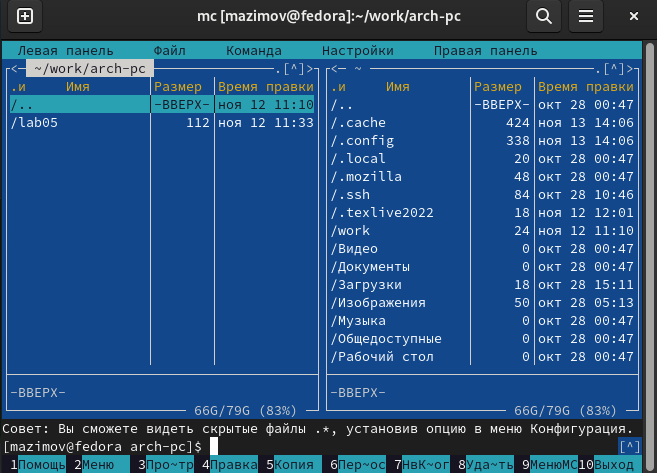 mc [mazimov@fedora]:~/work/arch-pc
Левая панель Файл Команда Настройки Правая панель
<─ ~/work/arch-pc .[^]> <─ ~ .[^]>
.и Имя Размер Время правки .и Имя Размер Время правки
/.. -ВВЕРХ- ноя 12 11:10 /.. -ВВЕРХ- окт 28 00:47
/lab05 112 ноя 12 11:33 /.cache 424 ноя 13 14:06
/.config 338 ноя 13 14:06
/.local 20 окт 28 00:47
/.mozilla 48 окт 28 00:47
/.ssh 84 окт 28 10:46
/.texlive2022 18 ноя 12 12:01
/work 24 ноя 12 11:10
/Видео 0 окт 28 00:47
/Документы 0 окт 28 00:47
/Загрузки 18 окт 28 15:11
/Изображения 50 окт 28 05:13
/Музыка 0 окт 28 00:47
/Общедоступные 0 окт 28 00:47
/Рабочий стол 0 окт 28 00:47
-ВВЕРХ- -ВВЕРХ-
66G/79G (83%) 66G/79G (83%)
Совет: Вы сможете видеть скрытые файлы .*, установив опцию в меню Конфигурация.
[mazimov@fedora arch-pc]$ [^]
1Помощь 2Меню 3Про~тр 4Правка 5Копия 6Пер~ос 7НвК~ог 8Уда~ть 9МенюMC 10Выход